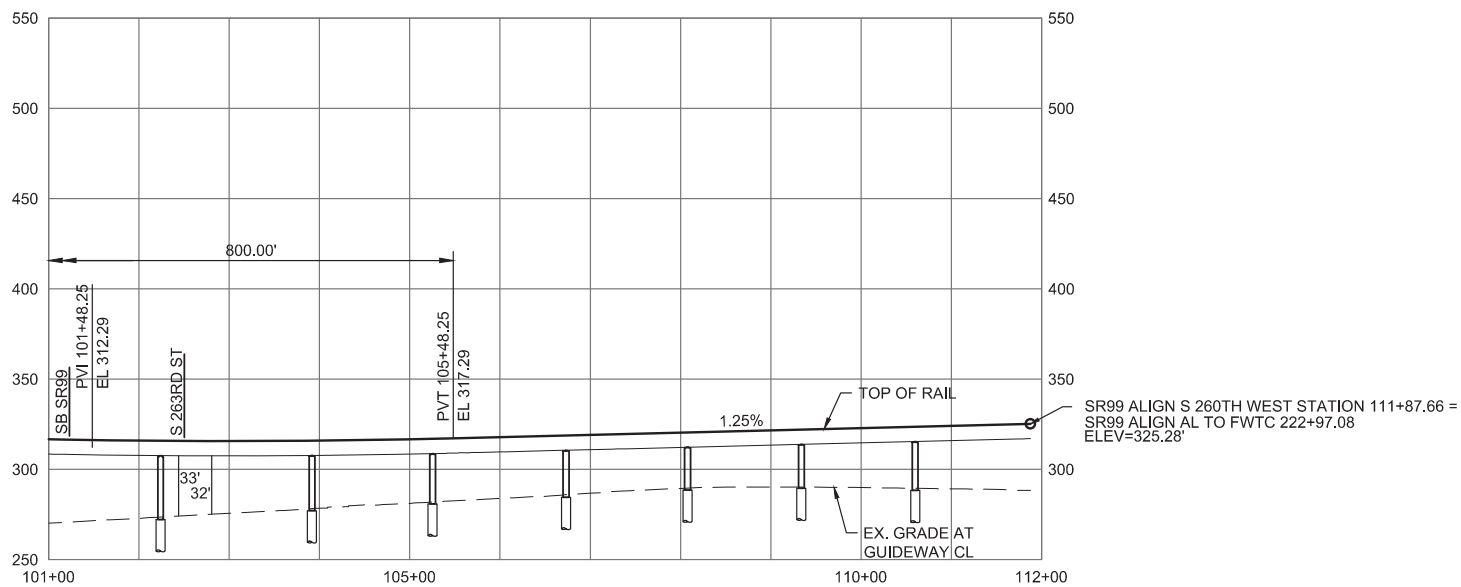 550
550
500
500
450
450
800.00'
400
400
SB SR99
PVI 101+48.25
EL 312.29
S 263RD ST
PVT 105+48.25
EL 317.29
350
350
TOP OF RAIL
1.25%
SR99 ALIGN S 260TH WEST STATION 111+87.66 =
SR99 ALIGN AL TO FWTC 222+97.08
ELEV=325.28'
300
300
33'
32'
EX. GRADE AT
GUIDEWAY CL
250
101+00
105+00
110+00
112+00